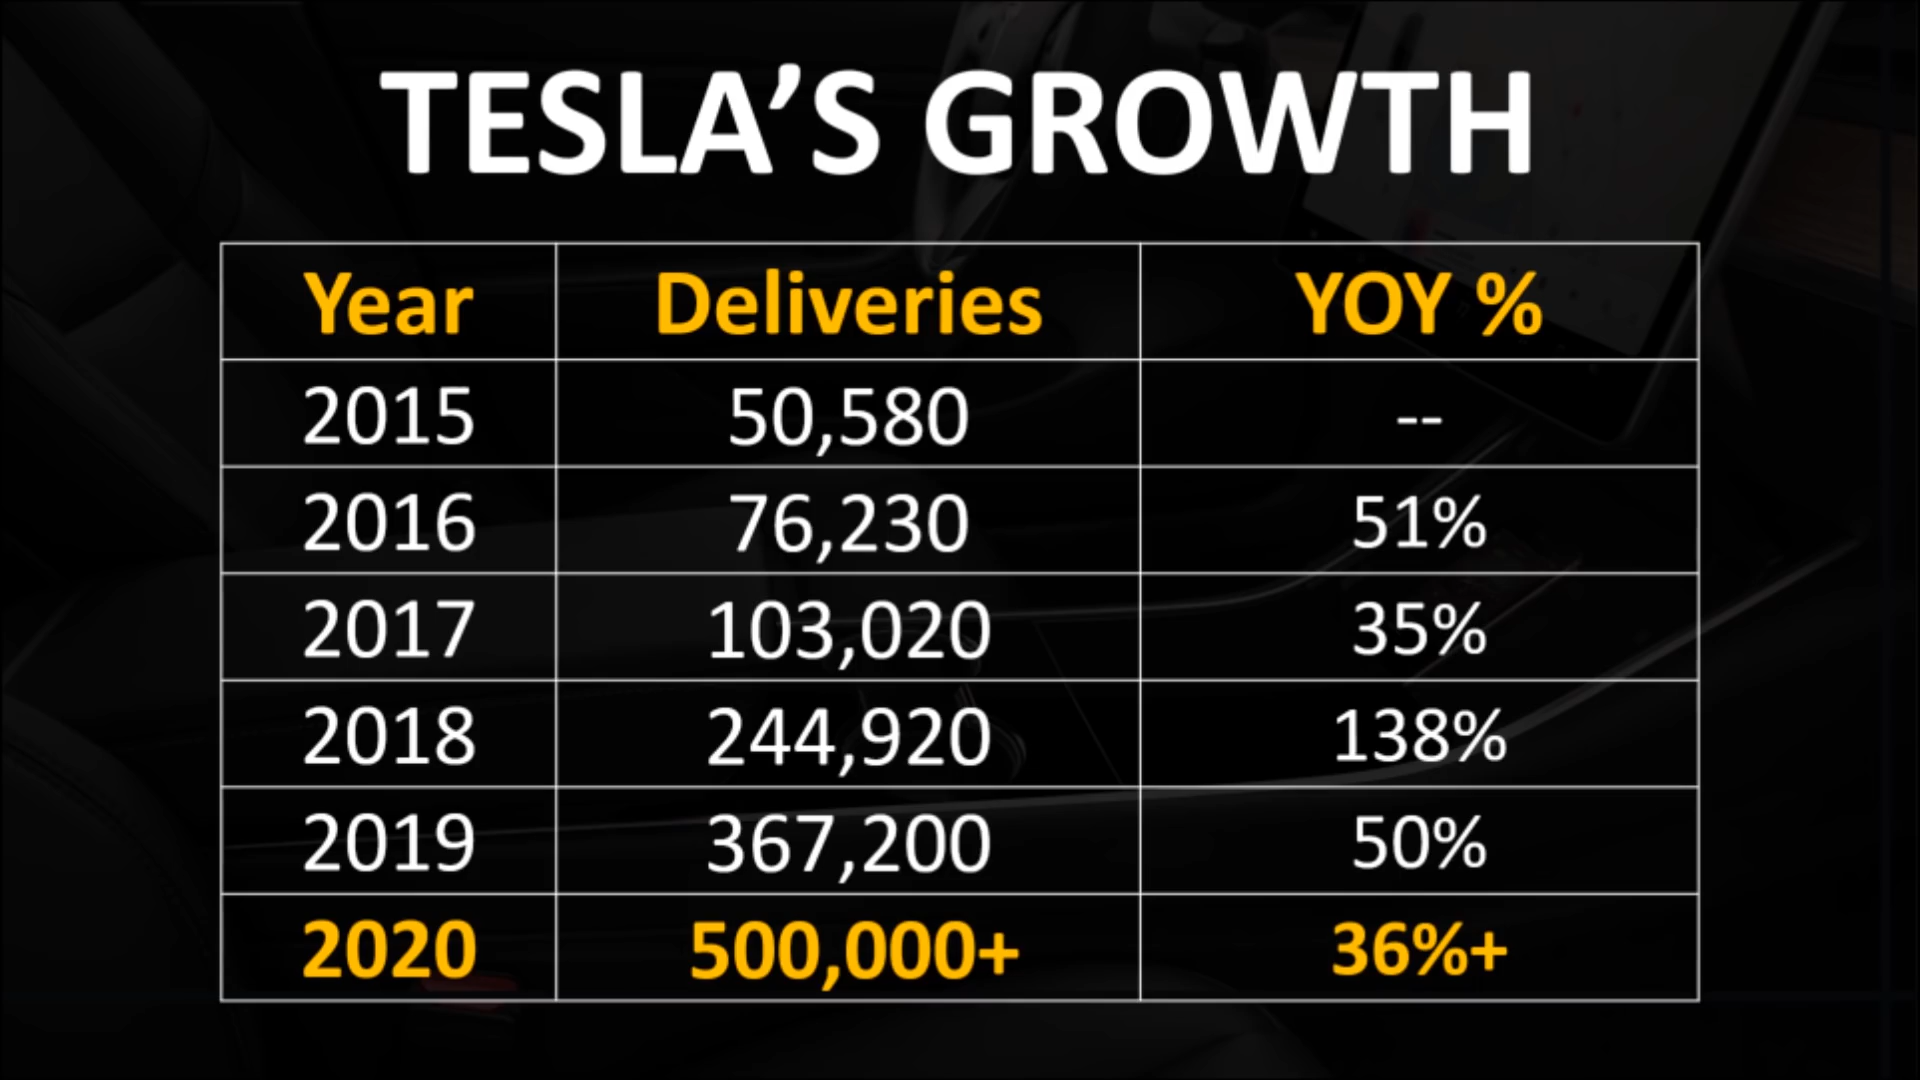 TESLA’S GROWTH
Year Deliveries YOY %
2015 50,580 --
2016 76,230 51%
2017 103,020 35%
2018 244,920 138%
2019 367,200 50%
2020 500,000+ 36%+